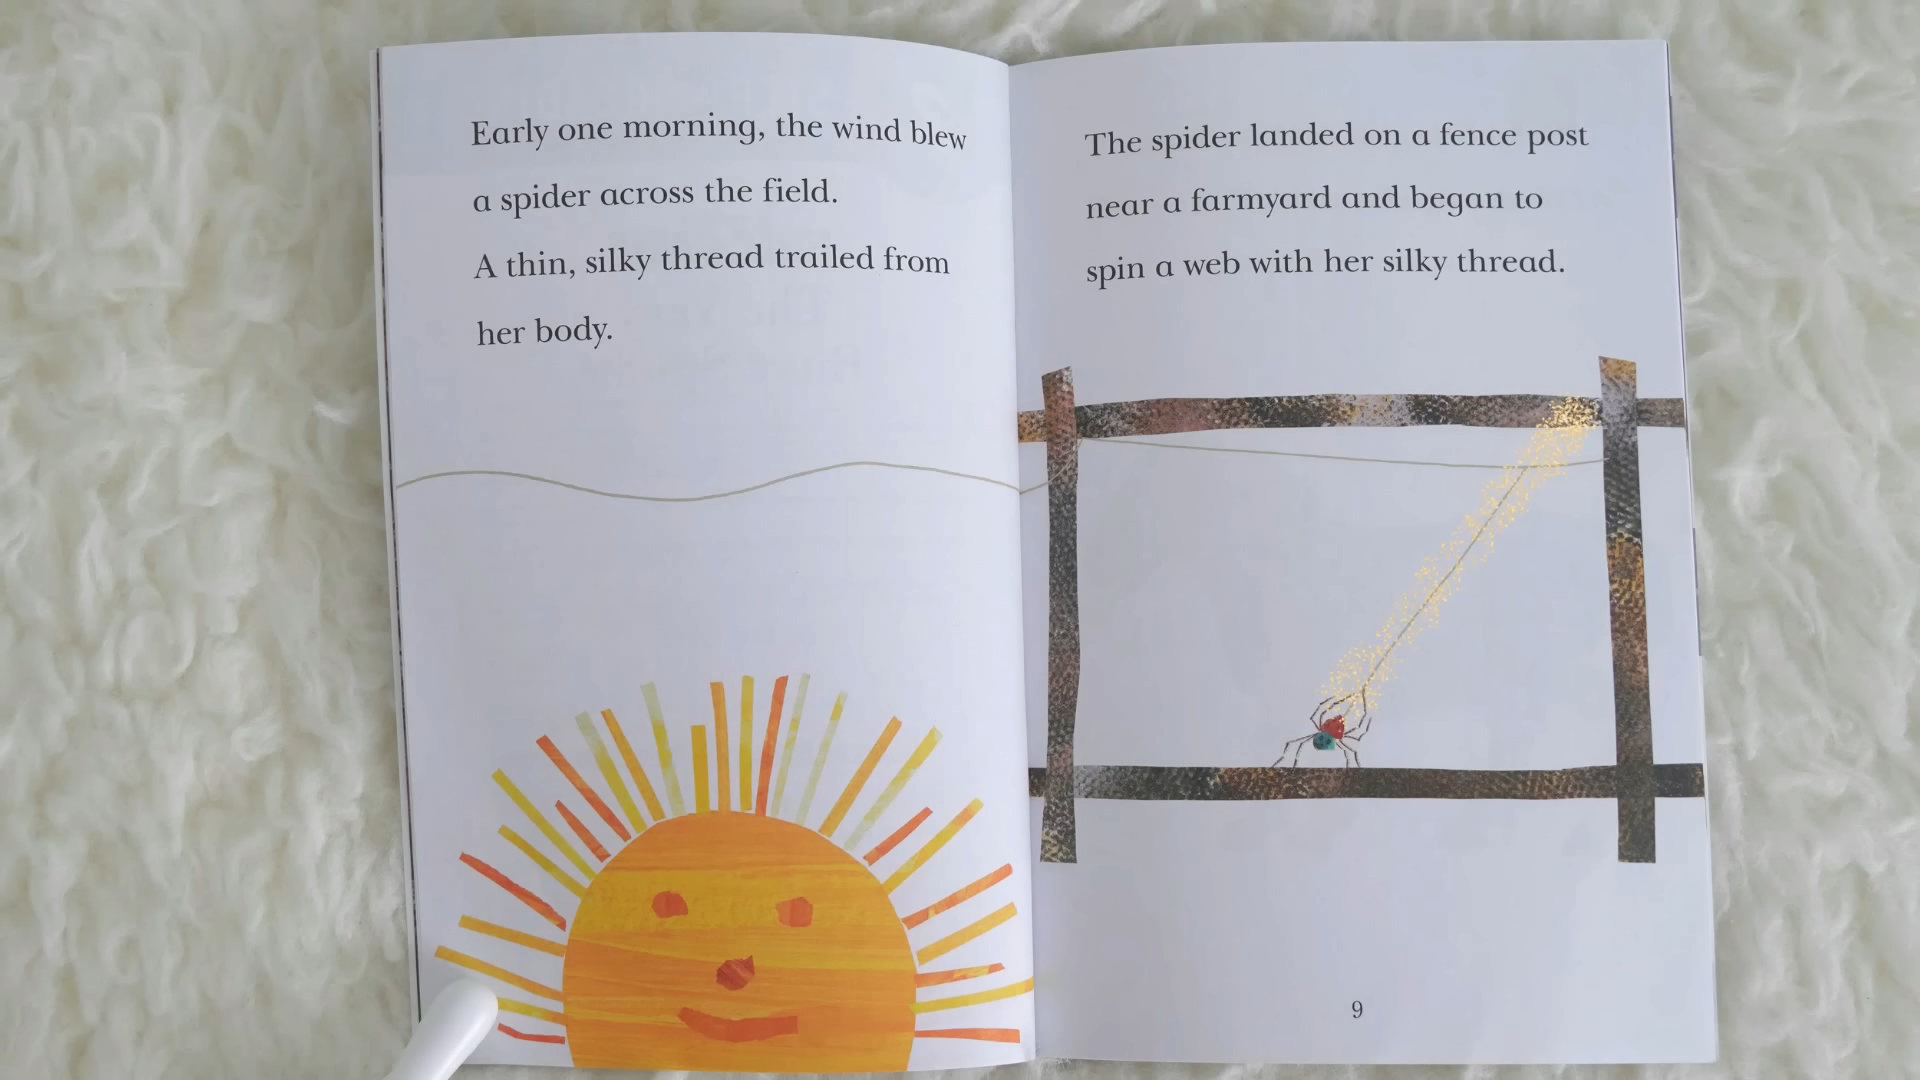 Early one morning, the wind blew
a spider across the field.
A thin, silky thread trailed from
her body.
The spider landed on a fence post
near a farmyard and began to
spin a web with her silky thread.
9